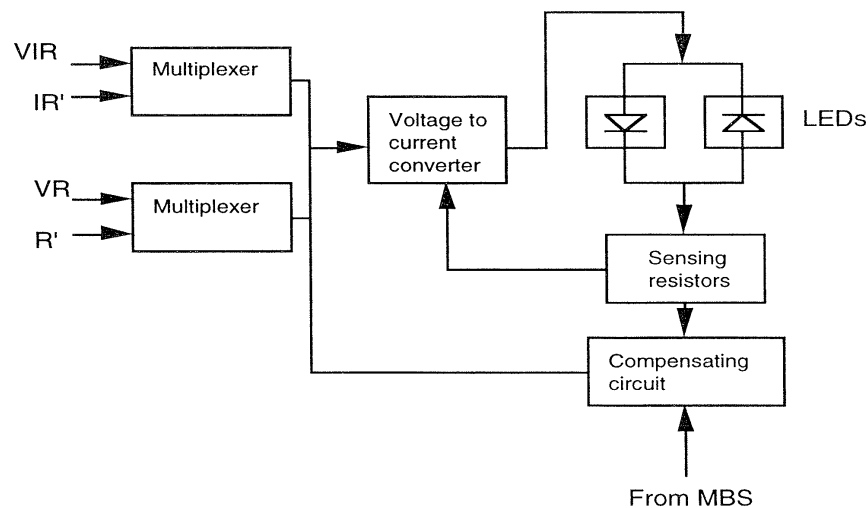 VIR
IR'
Multiplexer
VR
R'
Multiplexer
Voltage to
current
converter
LEDs
Sensing
resistors
Compensating
circuit
From MBS